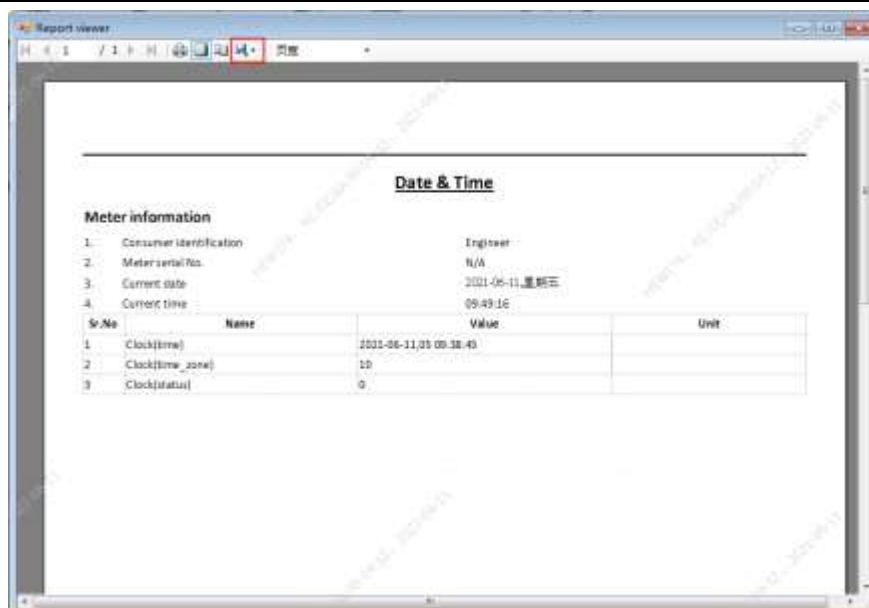 Report viewer
1 / 1 页宽
Date & Time
Meter information
1. Consumer identification Engineer
2. Meter serial No. N/A
3. Current date 2021-06-11,星期五
4. Current time 09:49:16
Sr.No Name Value Unit
1 Clock(time) 2021-06-11,05 09:38:45
2 Clock(time_zone) 10
3 Clock(status) 0